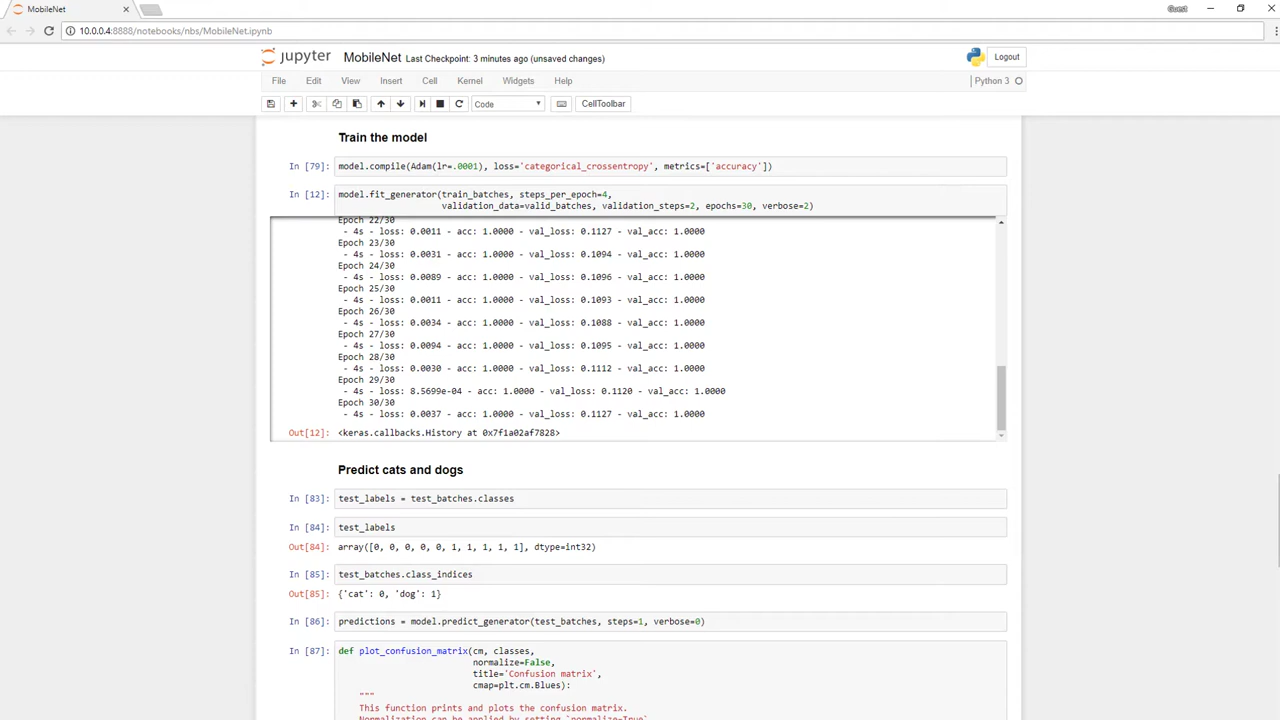 MobileNet
Guest
10.0.0.4:8888/notebooks/nbs/MobileNet.ipynb
jupyter MobileNet Last Checkpoint: 3 minutes ago (unsaved changes)
Logout
File Edit View Insert Cell Kernel Widgets Help
Python 3
Code CellToolbar
Train the model
In [79]: model.compile(Adam(lr=.0001), loss='categorical_crossentropy', metrics=['accuracy'])
In [12]: model.fit_generator(train_batches, steps_per_epoch=4,
validation_data=valid_batches, validation_steps=2, epochs=30, verbose=2)
Epoch 22/30
- 4s - loss: 0.0011 - acc: 1.0000 - val_loss: 0.1127 - val_acc: 1.0000
Epoch 23/30
- 4s - loss: 0.0031 - acc: 1.0000 - val_loss: 0.1094 - val_acc: 1.0000
Epoch 24/30
- 4s - loss: 0.0089 - acc: 1.0000 - val_loss: 0.1096 - val_acc: 1.0000
Epoch 25/30
- 4s - loss: 0.0011 - acc: 1.0000 - val_loss: 0.1093 - val_acc: 1.0000
Epoch 26/30
- 4s - loss: 0.0034 - acc: 1.0000 - val_loss: 0.1088 - val_acc: 1.0000
Epoch 27/30
- 4s - loss: 0.0094 - acc: 1.0000 - val_loss: 0.1095 - val_acc: 1.0000
Epoch 28/30
- 4s - loss: 0.0030 - acc: 1.0000 - val_loss: 0.1112 - val_acc: 1.0000
Epoch 29/30
- 4s - loss: 8.5699e-04 - acc: 1.0000 - val_loss: 0.1120 - val_acc: 1.0000
Epoch 30/30
- 4s - loss: 0.0037 - acc: 1.0000 - val_loss: 0.1127 - val_acc: 1.0000
Out[12]: <keras.callbacks.History at 0x7f1a02af7828>
Predict cats and dogs
In [83]: test_labels = test_batches.classes
In [84]: test_labels
Out[84]: array([0, 0, 0, 0, 0, 1, 1, 1, 1, 1], dtype=int32)
In [85]: test_batches.class_indices
Out[85]: {'cat': 0, 'dog': 1}
In [86]: predictions = model.predict_generator(test_batches, steps=1, verbose=0)
In [87]: def plot_confusion_matrix(cm, classes,
normalize=False,
title='Confusion matrix',
cmap=plt.cm.Blues):
"""
This function prints and plots the confusion matrix.
Normalization can be applied by setting `normalize=True`.